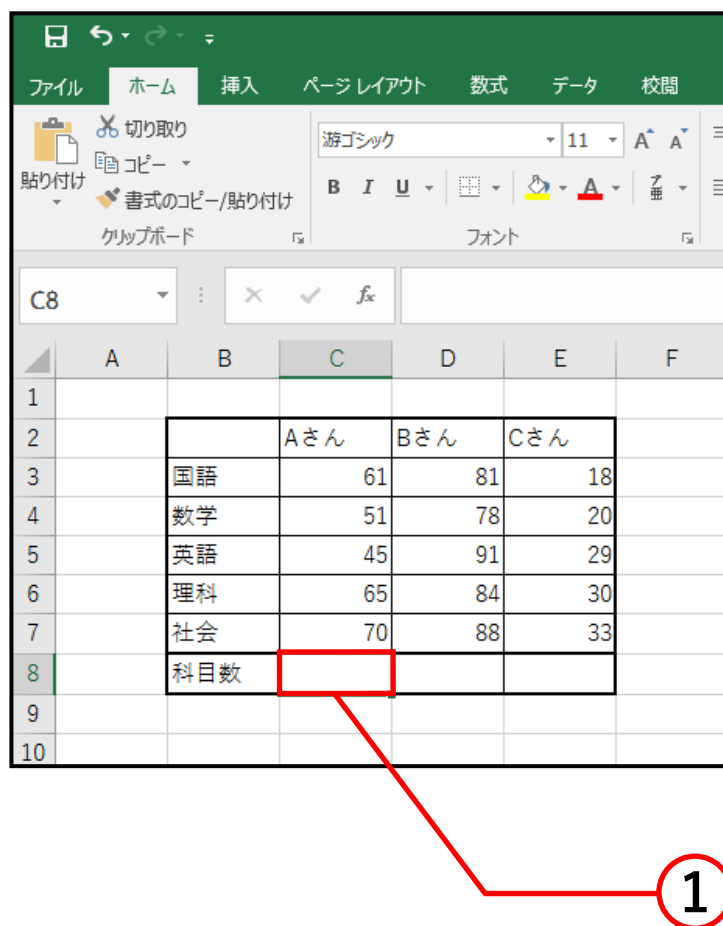 ファイル ホーム 挿入 ページ レイアウト 数式 データ 校閲
切り取り
コピー
貼り付け
書式のコピー/貼り付け
クリップボード
游ゴシック 11 A A
B I U A ア亜
フォント
C8 fx
A B C D E F
1
2 Aさん Bさん Cさん
3 国語 61 81 18
4 数学 51 78 20
5 英語 45 91 29
6 理科 65 84 30
7 社会 70 88 33
8 科目数
9
10
1